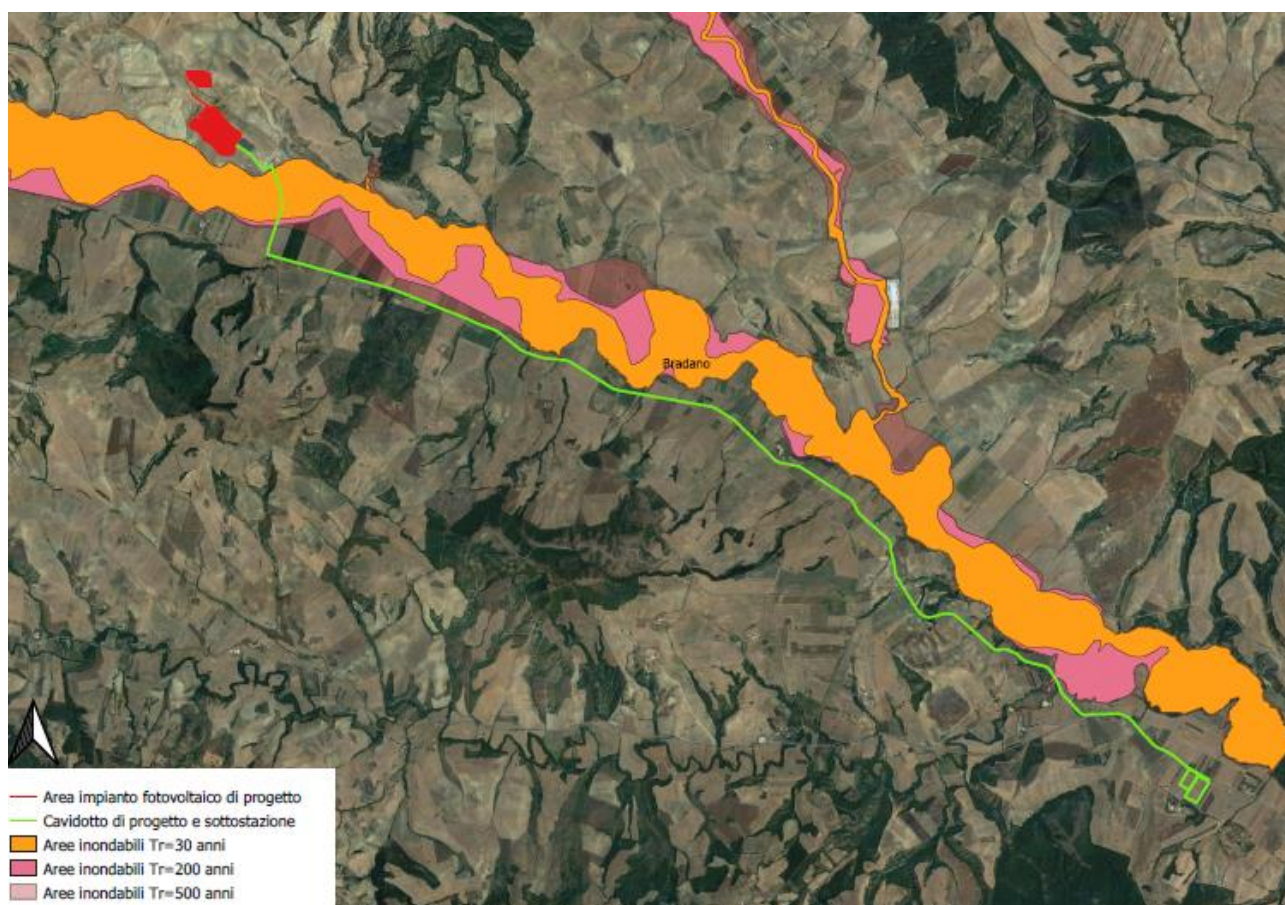 Bradano
Area impianto fotovoltaico di progetto
Cavidotto di progetto e sottostazione
Aree inondabili Tr=30 anni
Aree inondabili Tr=200 anni
Aree inondabili Tr=500 anni